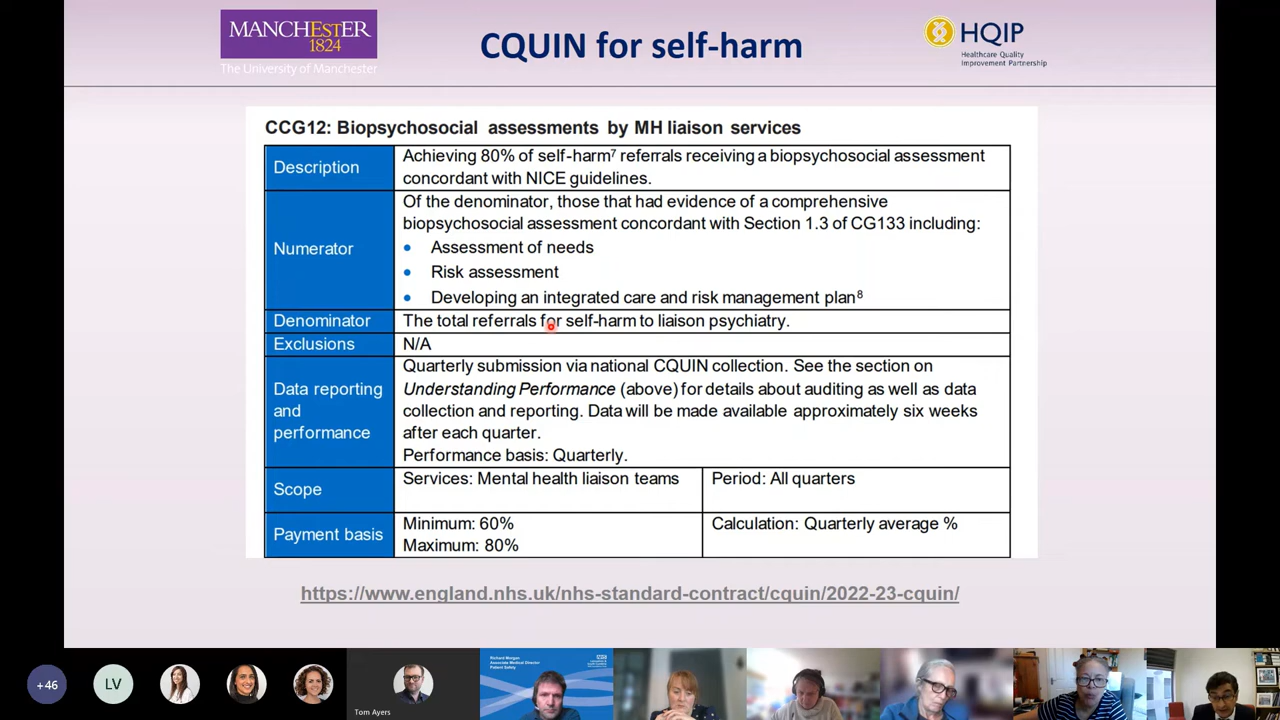 MANCHESTER
1824
The University of Manchester
CQUIN for self-harm
HQIP
Healthcare Quality
Improvement Partnership
CCG12: Biopsychosocial assessments by MH liaison services
Description
Achieving 80% of self-harm⁷ referrals receiving a biopsychosocial assessment
concordant with NICE guidelines.
Numerator
Of the denominator, those that had evidence of a comprehensive
biopsychosocial assessment concordant with Section 1.3 of CG133 including:
• Assessment of needs
• Risk assessment
• Developing an integrated care and risk management plan⁸
Denominator
The total referrals for self-harm to liaison psychiatry.
Exclusions
N/A
Data reporting
and
performance
Quarterly submission via national CQUIN collection. See the section on
Understanding Performance (above) for details about auditing as well as data
collection and reporting. Data will be made available approximately six weeks
after each quarter.
Performance basis: Quarterly.
Scope
Services: Mental health liaison teams
Period: All quarters
Payment basis
Minimum: 60%
Maximum: 80%
Calculation: Quarterly average %
https://www.england.nhs.uk/nhs-standard-contract/cquin/2022-23-cquin/
+46
LV
Tom Ayers
Richard Morgan
Associate Medical Director
Patient Safety
NHS